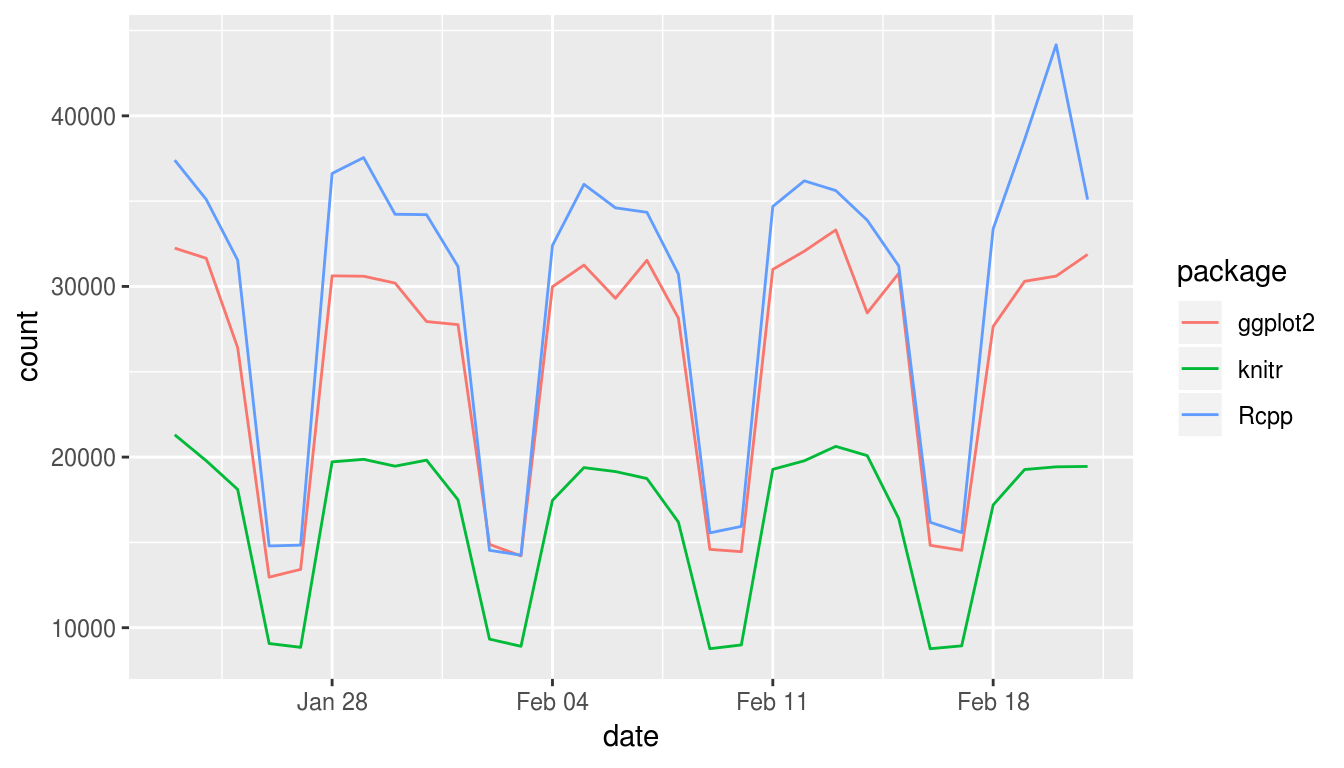 40000
30000
20000
10000
count
Jan 28
Feb 04
Feb 11
Feb 18
date
package
ggplot2
knitr
Rcpp